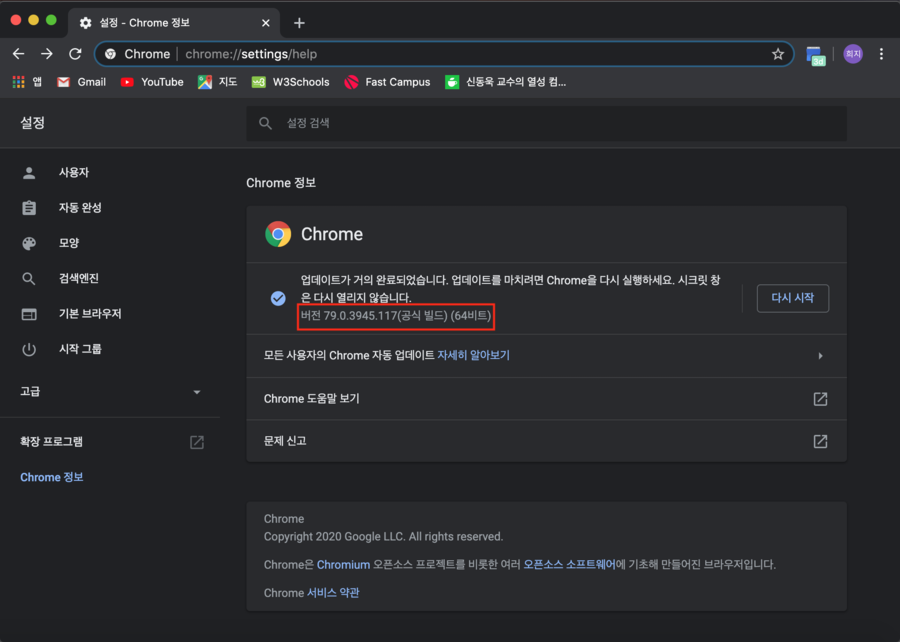 설정 - Chrome 정보
Chrome | chrome://settings/help
3d
희지
앱 Gmail YouTube 지도 W3Schools Fast Campus 신동욱 교수의 열성 컴...
설정
설정 검색
사용자
자동 완성
모양
검색엔진
기본 브라우저
시작 그룹
고급
확장 프로그램
Chrome 정보
Chrome 정보
Chrome
업데이트가 거의 완료되었습니다. 업데이트를 마치려면 Chrome을 다시 실행하세요. 시크릿 창
은 다시 열리지 않습니다.
버전 79.0.3945.117(공식 빌드) (64비트)
다시 시작
모든 사용자의 Chrome 자동 업데이트 자세히 알아보기
Chrome 도움말 보기
문제 신고
Chrome
Copyright 2020 Google LLC. All rights reserved.
Chrome은 Chromium 오픈소스 프로젝트를 비롯한 여러 오픈소스 소프트웨어에 기초해 만들어진 브라우저입니다.
Chrome 서비스 약관